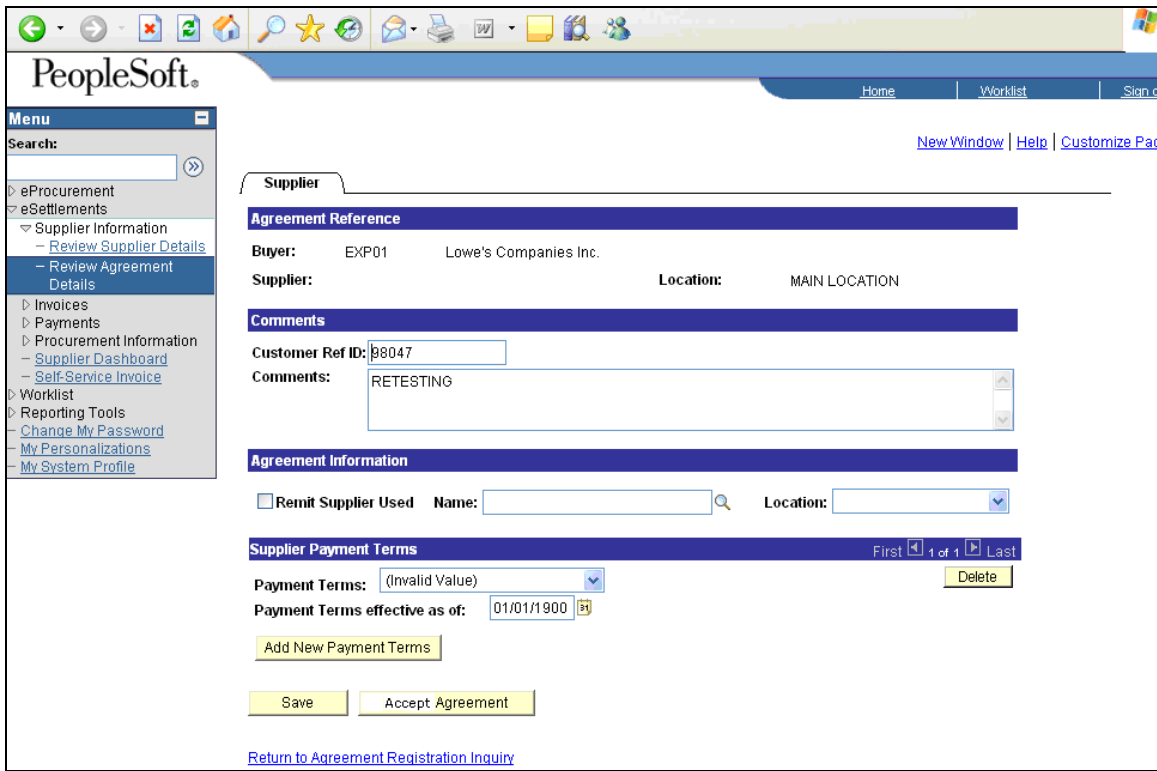 PeopleSoft®
Home Worklist Sign
Menu
Search:
New Window | Help | Customize
eProcurement
eSettlements
Supplier Information
Review Supplier Details
Review Agreement
Details
Invoices
Payments
Procurement Information
Supplier Dashboard
Self-Service Invoice
Worklist
Reporting Tools
Change My Password
My Personalizations
My System Profile
Supplier
Agreement Reference
Buyer: EXP01 Lowe's Companies Inc.
Supplier: Location: MAIN LOCATION
Comments
Customer Ref ID: 98047
Comments: RETESTING
Agreement Information
Remit Supplier Used Name: Location:
Supplier Payment Terms First 1 of 1 Last
Payment Terms: (Invalid Value) Delete
Payment Terms effective as of: 01/01/1900 31
Add New Payment Terms
Save Accept Agreement
Return to Agreement Registration Inquiry